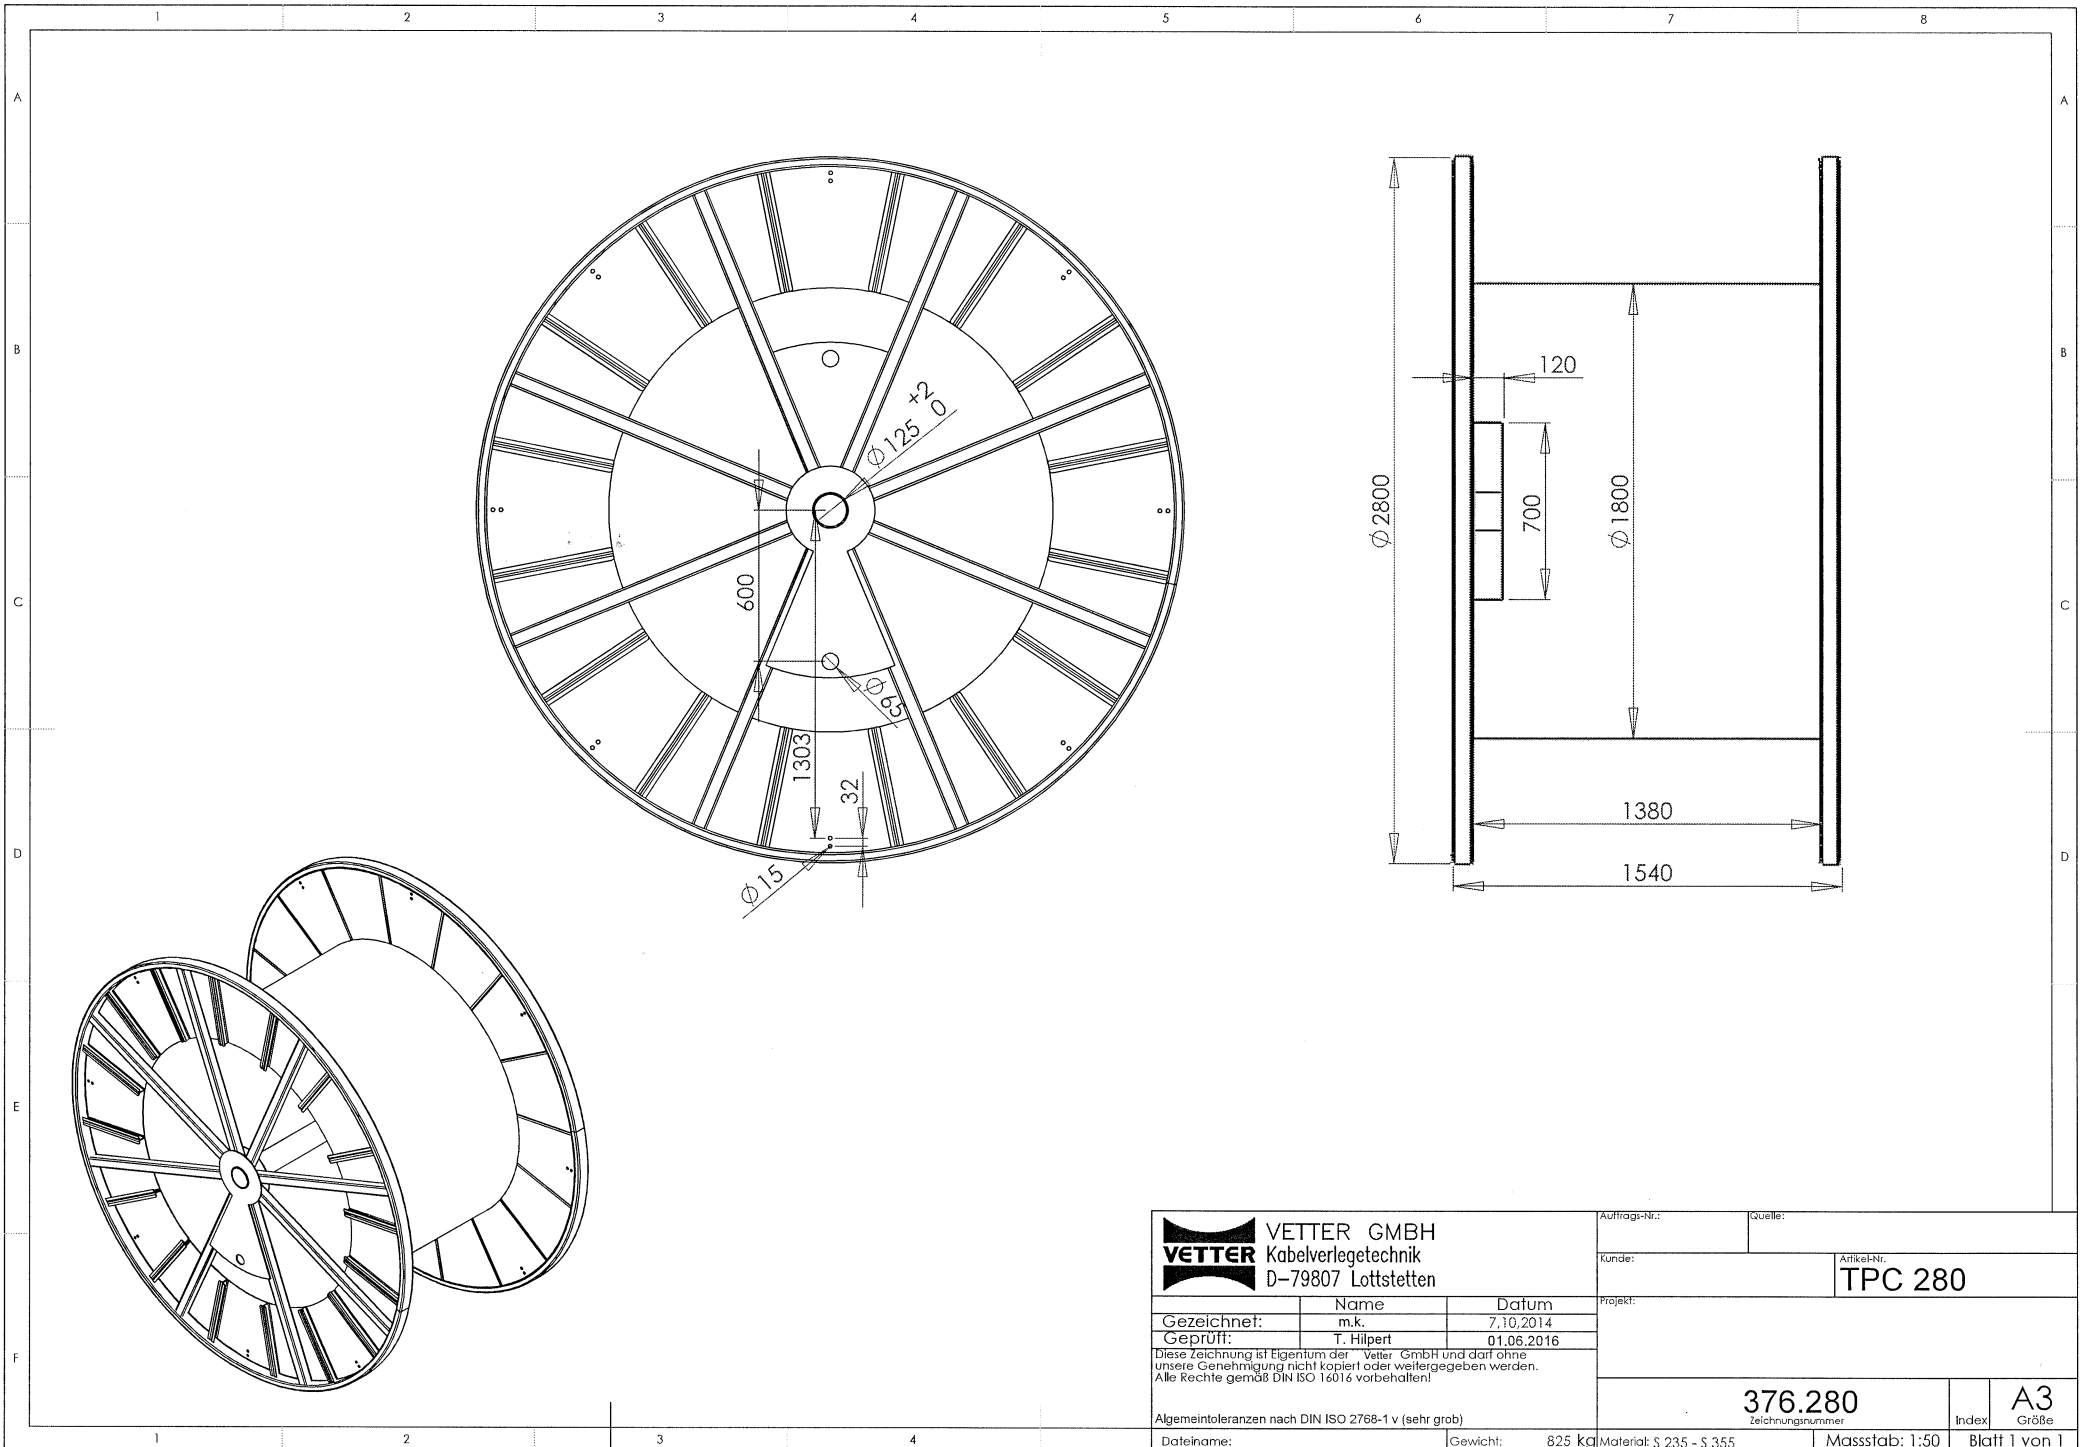 1 2 3 4 5 6 7 8
A A
B B
C C
D D
E
F
+2
Ø125 0
600
Ø65
1303
32
Ø15
120
Ø2800
700
Ø1800
1380
1540
VETTER GMBH
VETTER Kabelverlegetechnik
D-79807 Lottstetten
Auftrags-Nr.: Quelle:
Kunde: Artikel-Nr.
TPC 280
Projekt:
Name Datum
Gezeichnet: m.k. 7,10,2014
Geprüft: T. Hilpert 01.06.2016
Diese Zeichnung ist Eigentum der Vetter GmbH und darf ohne
unsere Genehmigung nicht kopiert oder weitergegeben werden.
Alle Rechte gemäß DIN ISO 16016 vorbehalten!
376.280 A3
Zeichnungsnummer Index Größe
Algemeintoleranzen nach DIN ISO 2768-1 v (sehr grob)
Dateiname: Gewicht: 825 kg Material: S 235 - S 355 Massstab: 1:50 Blatt 1 von 1
1 2 3 4